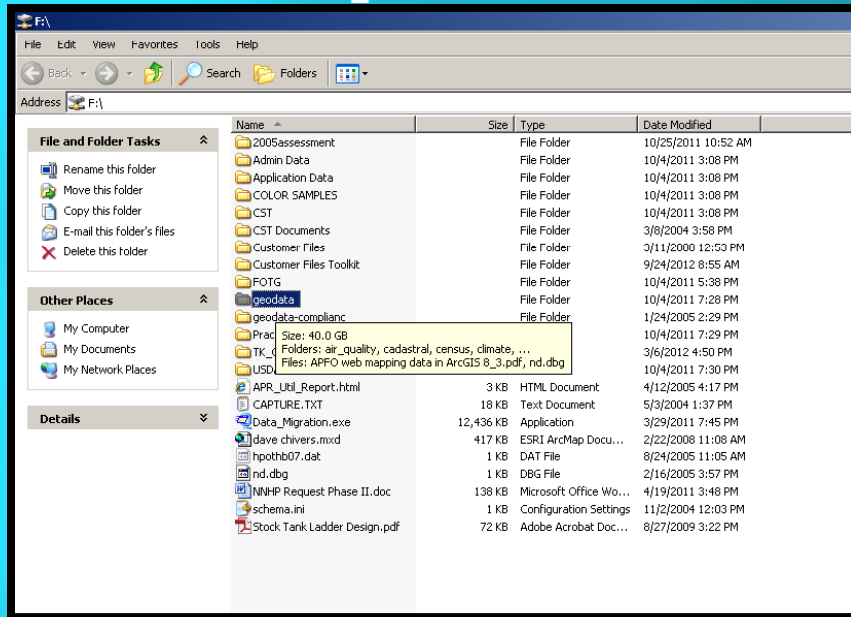 F:\
File Edit View Favorites Tools Help
Back Search Folders
Address F:\
File and Folder Tasks
Rename this folder
Move this folder
Copy this folder
E-mail this folder's files
Delete this folder
Other Places
My Computer
My Documents
My Network Places
Details
Name Size Type Date Modified
2005assessment File Folder 10/25/2011 10:52 AM
Admin Data File Folder 10/4/2011 3:08 PM
Application Data File Folder 10/4/2011 3:08 PM
COLOR SAMPLES File Folder 10/4/2011 3:08 PM
CST File Folder 10/4/2011 3:08 PM
CST Documents File Folder 3/8/2004 3:58 PM
Customer Files File Folder 3/11/2008 12:53 PM
Customer Files Toolkit File Folder 9/24/2012 8:55 AM
FOTG File Folder 10/4/2011 5:38 PM
geodata File Folder 10/4/2011 7:28 PM
geodata-complianc File Folder 1/24/2005 2:29 PM
Prac 10/4/2011 7:29 PM
TK_ 3/6/2012 4:50 PM
USD 10/4/2011 7:30 PM
Size: 40.0 GB
Folders: air_quality, cadastral, census, climate, ...
Files: APFO web mapping data in ArcGIS 8_3.pdf, nd.dbg
APR_Util_Report.html 3 KB HTML Document 4/12/2005 4:17 PM
CAPTURE.TXT 18 KB Text Document 5/3/2004 1:37 PM
Data_Migration.exe 12,436 KB Application 3/29/2011 7:45 PM
dave chivers.mxd 417 KB ESRI ArcMap Docu... 2/22/2008 11:08 AM
hpothb07.dat 1 KB DAT File 8/24/2005 11:05 AM
nd.dbg 1 KB DBG File 2/16/2005 3:57 PM
NNHP Request Phase II.doc 138 KB Microsoft Office Wo... 4/19/2011 3:48 PM
schema.ini 1 KB Configuration Settings 11/2/2004 12:03 PM
Stock Tank Ladder Design.pdf 72 KB Adobe Acrobat Doc... 8/27/2009 3:22 PM